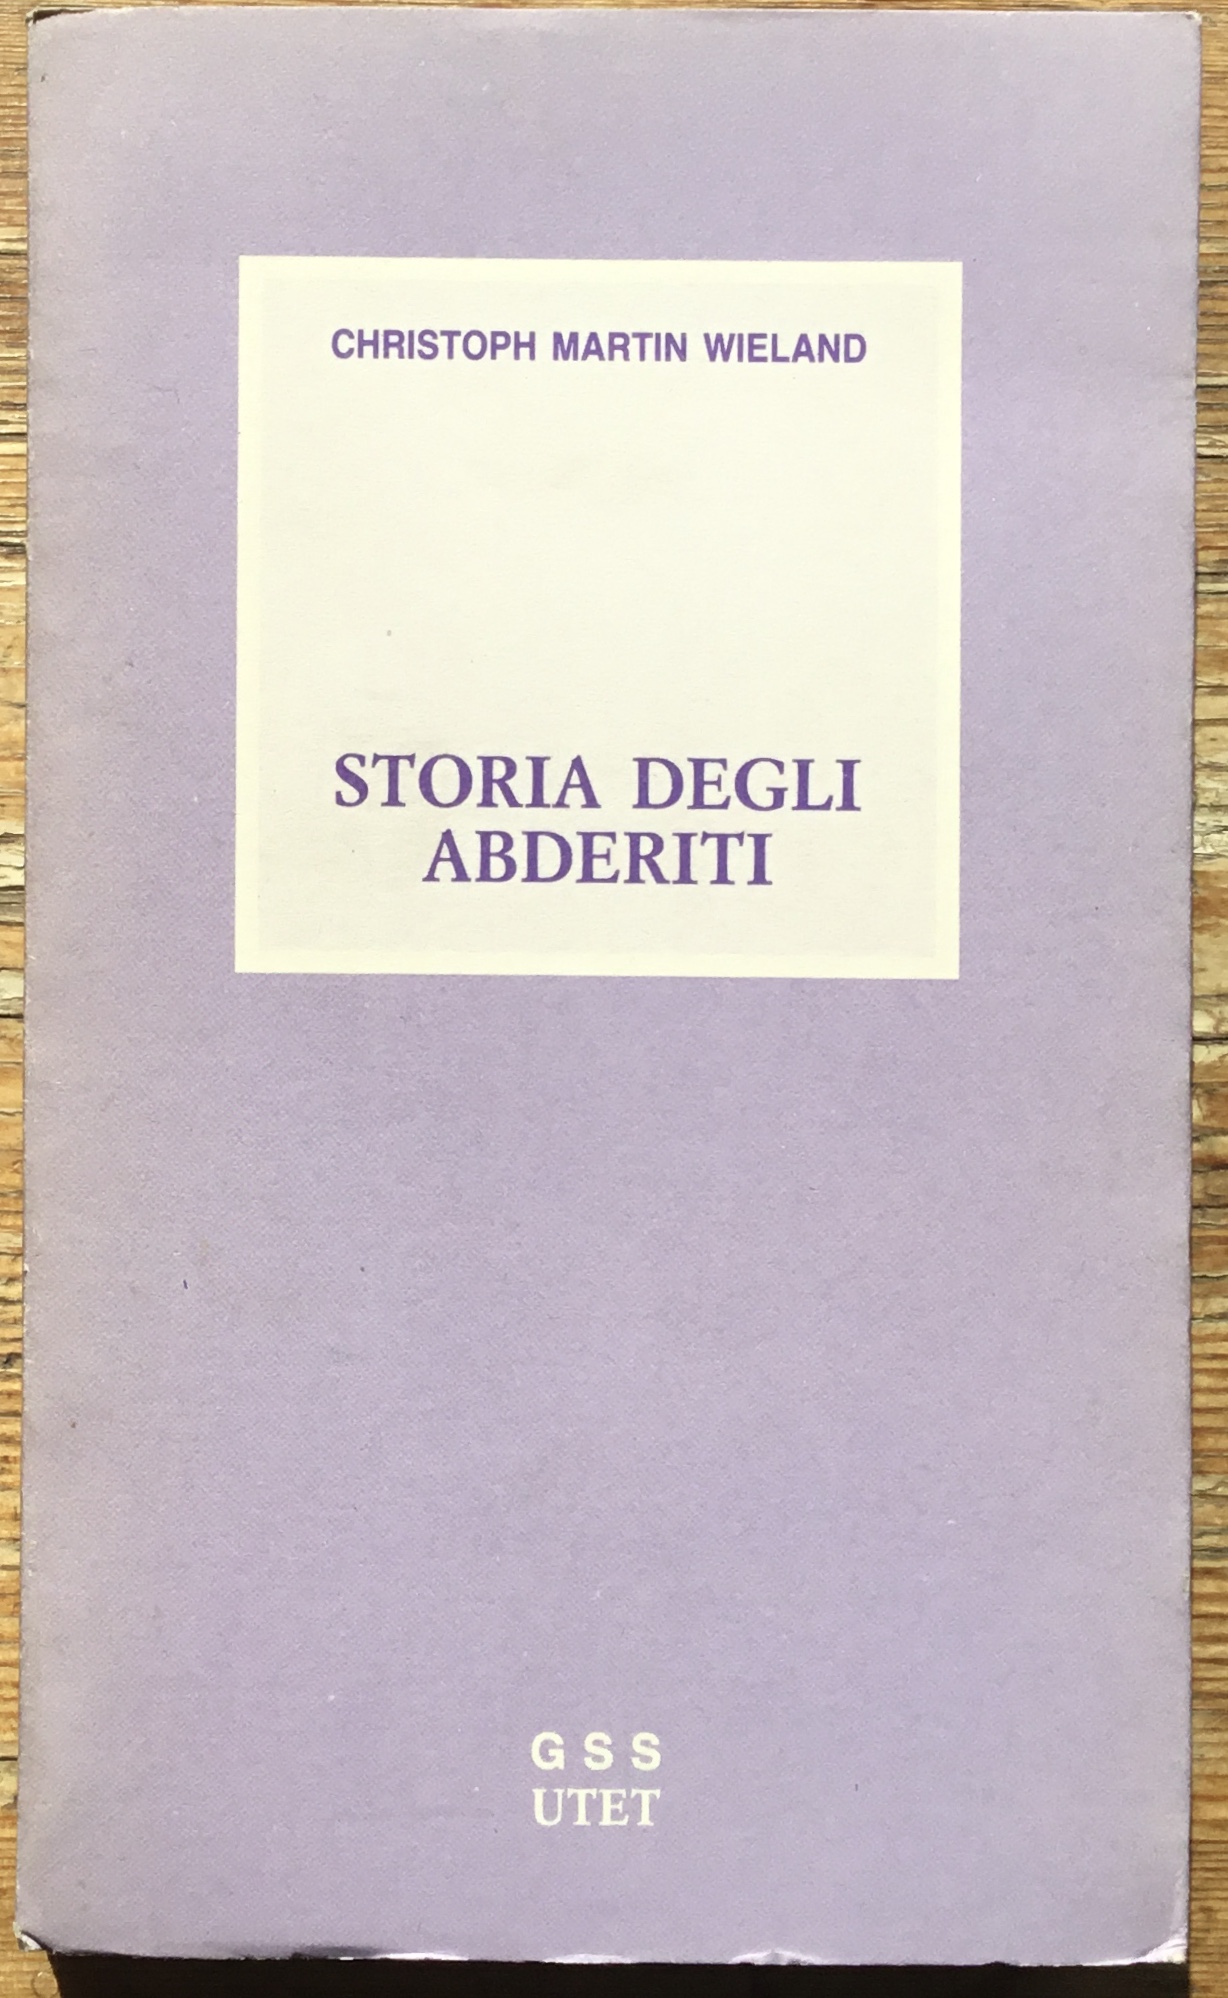 CHRISTOPH MARTIN WIELAND
STORIA DEGLI
ABDERITI
G S S
UTET